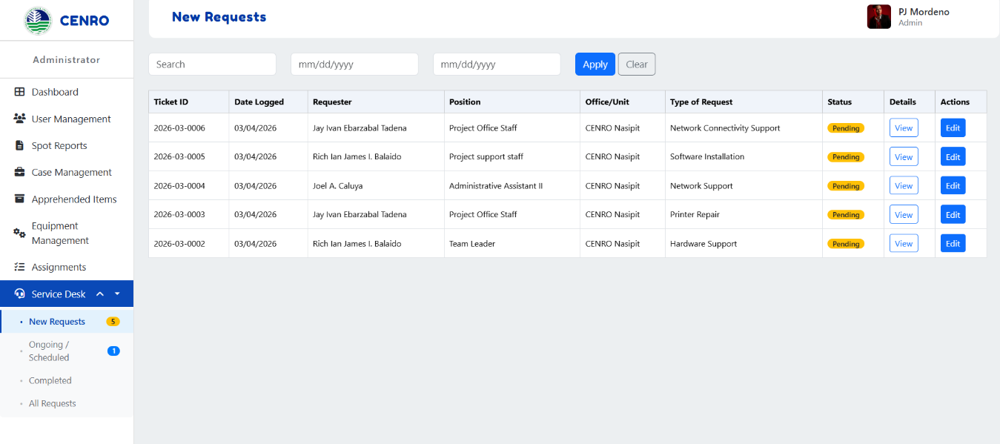 CENRO
Administrator
Dashboard
User Management
Spot Reports
Case Management
Apprehended Items
Equipment
Management
Assignments
Service Desk
New Requests 5
Ongoing /
Scheduled 1
Completed
All Requests
New Requests
PJ Mordeno
Admin
Search mm/dd/yyyy mm/dd/yyyy Apply Clear
Ticket ID Date Logged Requester Position Office/Unit Type of Request Status Details Actions
2026-03-0006 03/04/2026 Jay Ivan Ebarzabal Tadena Project Office Staff CENRO Nasipit Network Connectivity Support Pending View Edit
2026-03-0005 03/04/2026 Rich Ian James I. Balaido Project support staff CENRO Nasipit Software Installation Pending View Edit
2026-03-0004 03/04/2026 Joel A. Caluya Administrative Assistant II CENRO Nasipit Network Support Pending View Edit
2026-03-0003 03/04/2026 Jay Ivan Ebarzabal Tadena Project Office Staff CENRO Nasipit Printer Repair Pending View Edit
2026-03-0002 03/04/2026 Rich Ian James I. Balaido Team Leader CENRO Nasipit Hardware Support Pending View Edit